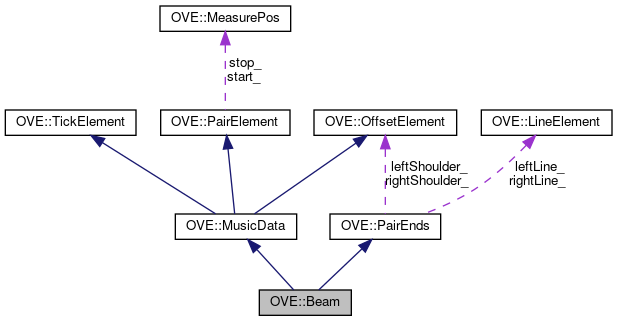 OVE::MeasurePos
stop_
start_
OVE::TickElement
OVE::PairElement
OVE::OffsetElement
OVE::LineElement
leftShoulder_
rightShoulder_
leftLine_
rightLine_
OVE::MusicData
OVE::PairEnds
OVE::Beam